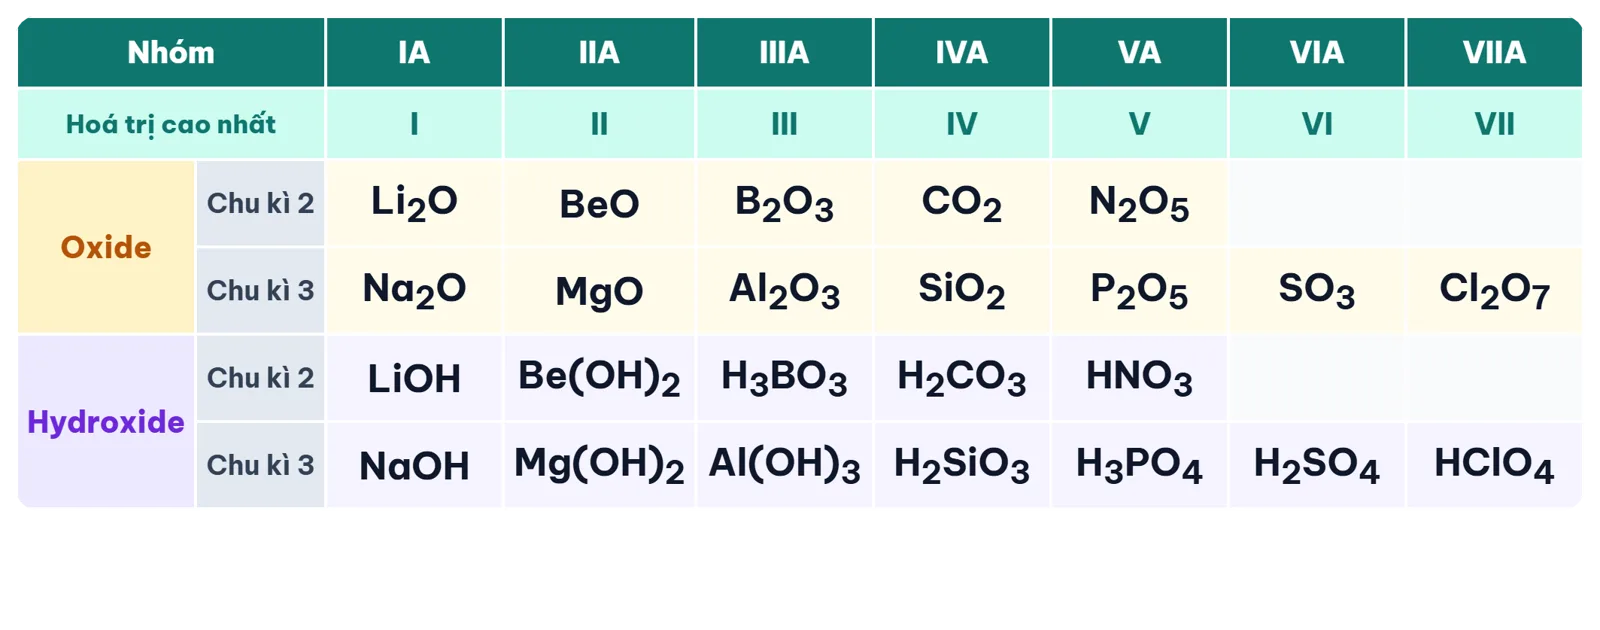 Nhóm IA IIA IIIA IVA VA VIA VIIA
Hoá trị cao nhất I II III IV V VI VII
Oxide
Chu kì 2 Li₂O BeO B₂O₃ CO₂ N₂O₅
Chu kì 3 Na₂O MgO Al₂O₃ SiO₂ P₂O₅ SO₃ Cl₂O₇
Hydroxide
Chu kì 2 LiOH Be(OH)₂ H₃BO₃ H₂CO₃ HNO₃
Chu kì 3 NaOH Mg(OH)₂ Al(OH)₃ H₂SiO₃ H₃PO₄ H₂SO₄ HClO₄